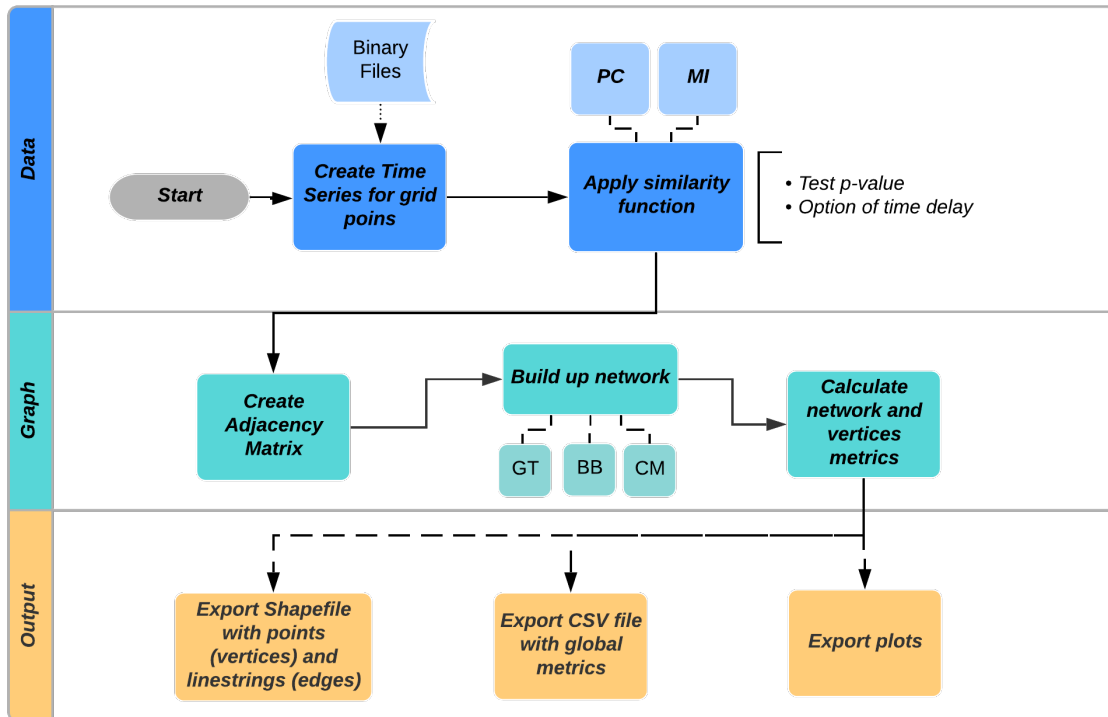 Data
Binary
Files
PC
MI
Start
Create Time
Series for grid
poins
Apply similarity
function
• Test p-value
• Option of time delay
Graph
Create
Adjacency
Matrix
Build up network
GT
BB
CM
Calculate
network and
vertices
metrics
Output
Export Shapefile
with points
(vertices) and
linestrings (edges)
Export CSV file
with global
metrics
Export plots